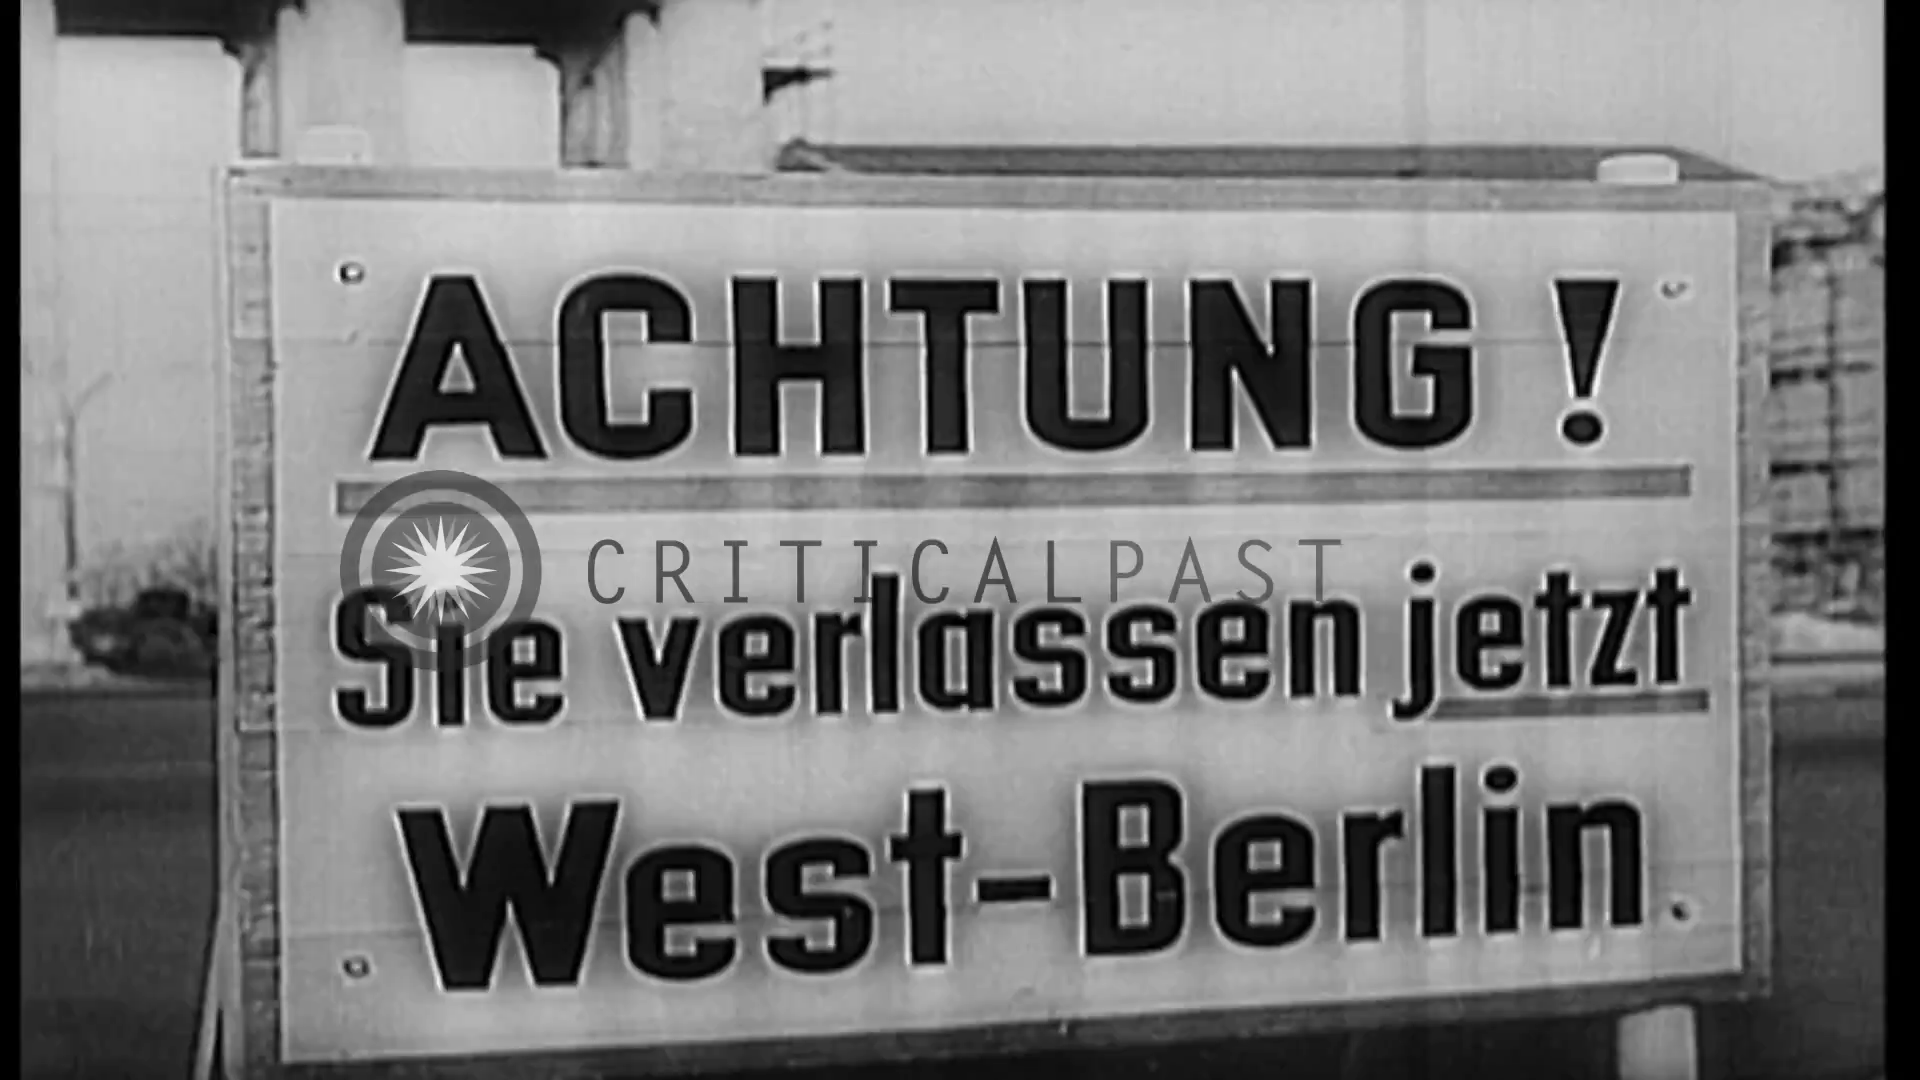 ACHTUNG !
CRITICALPAST
Sie verlassen jetzt
West-Berlin